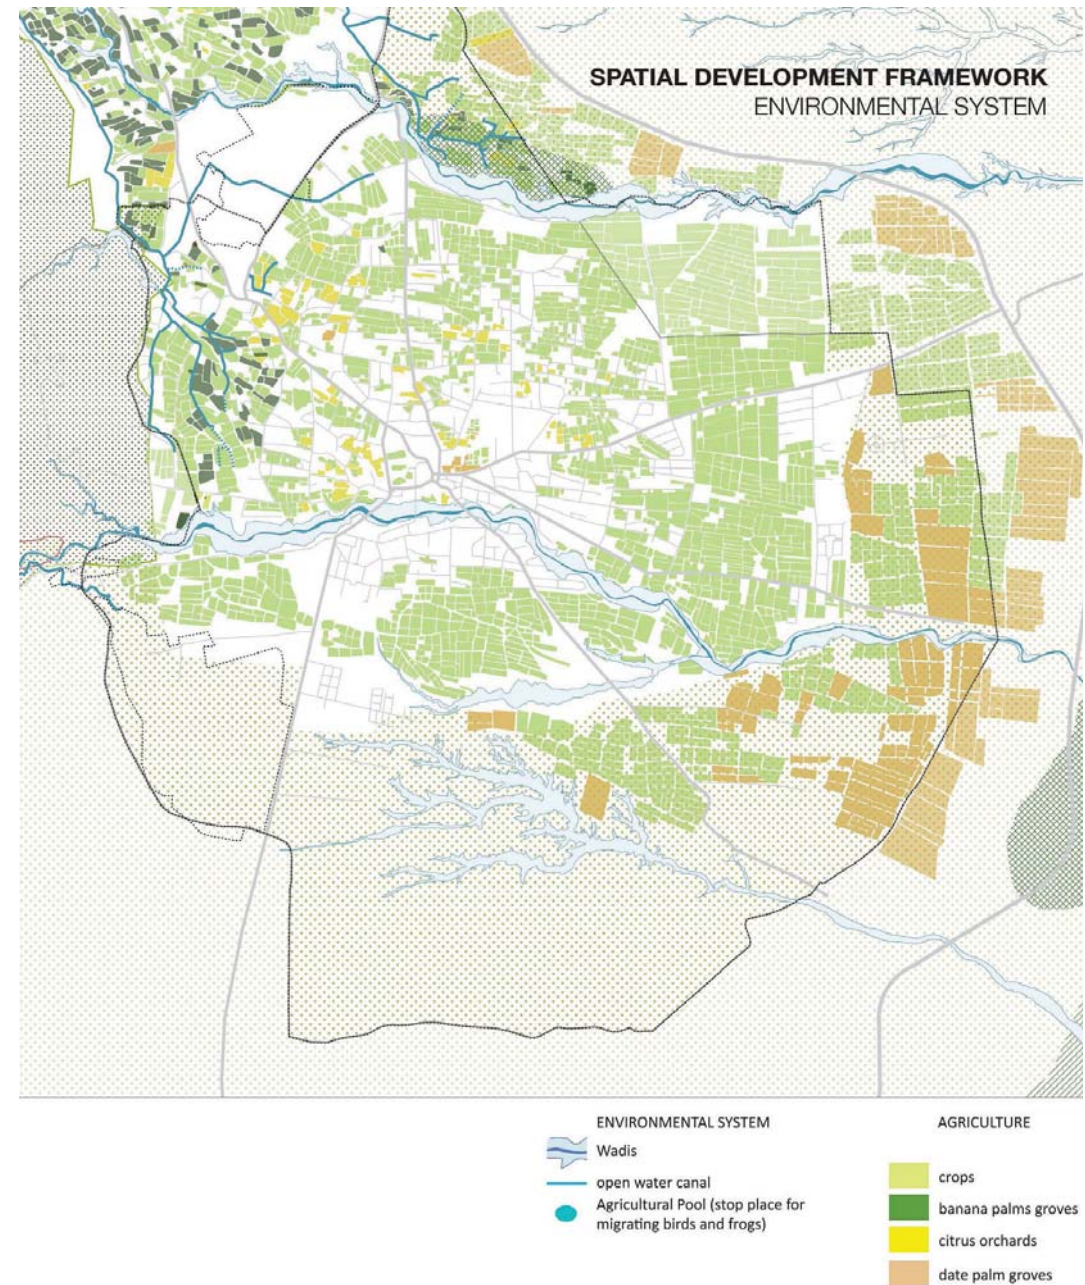 SPATIAL DEVELOPMENT FRAMEWORK
ENVIRONMENTAL SYSTEM
ENVIRONMENTAL SYSTEM
Wadis
open water canal
Agricultural Pool (stop place for
migrating birds and frogs)
AGRICULTURE
crops
banana palms groves
citrus orchards
date palm groves